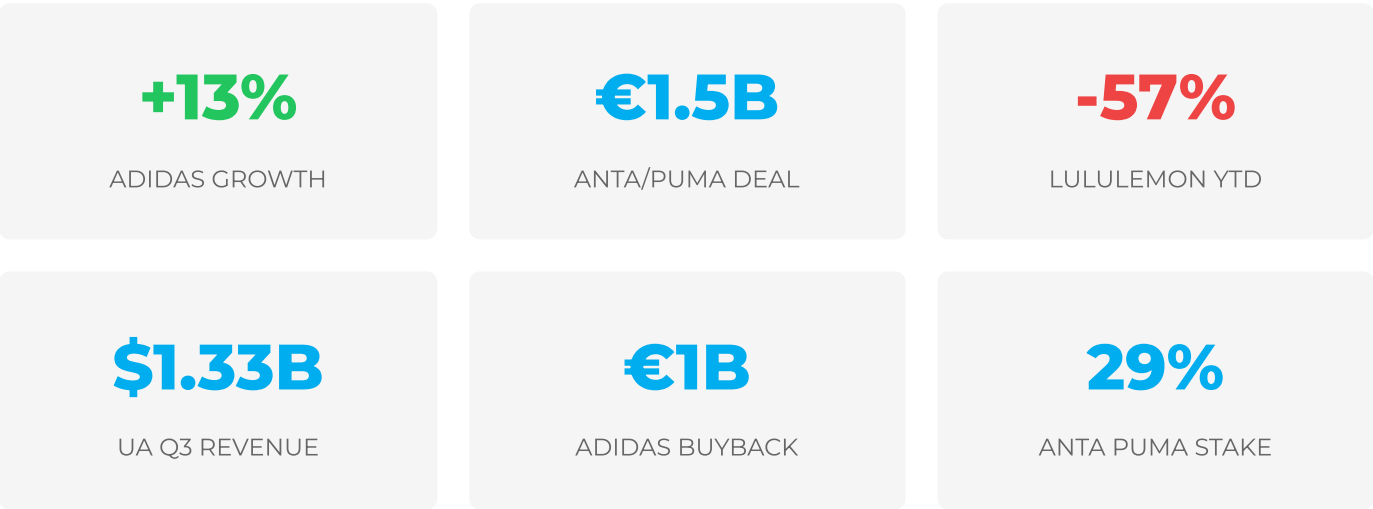 +13%
ADIDAS GROWTH
€1.5B
ANTA/PUMA DEAL
-57%
LULULEMON YTD
$1.33B
UA Q3 REVENUE
€1B
ADIDAS BUYBACK
29%
ANTA PUMA STAKE